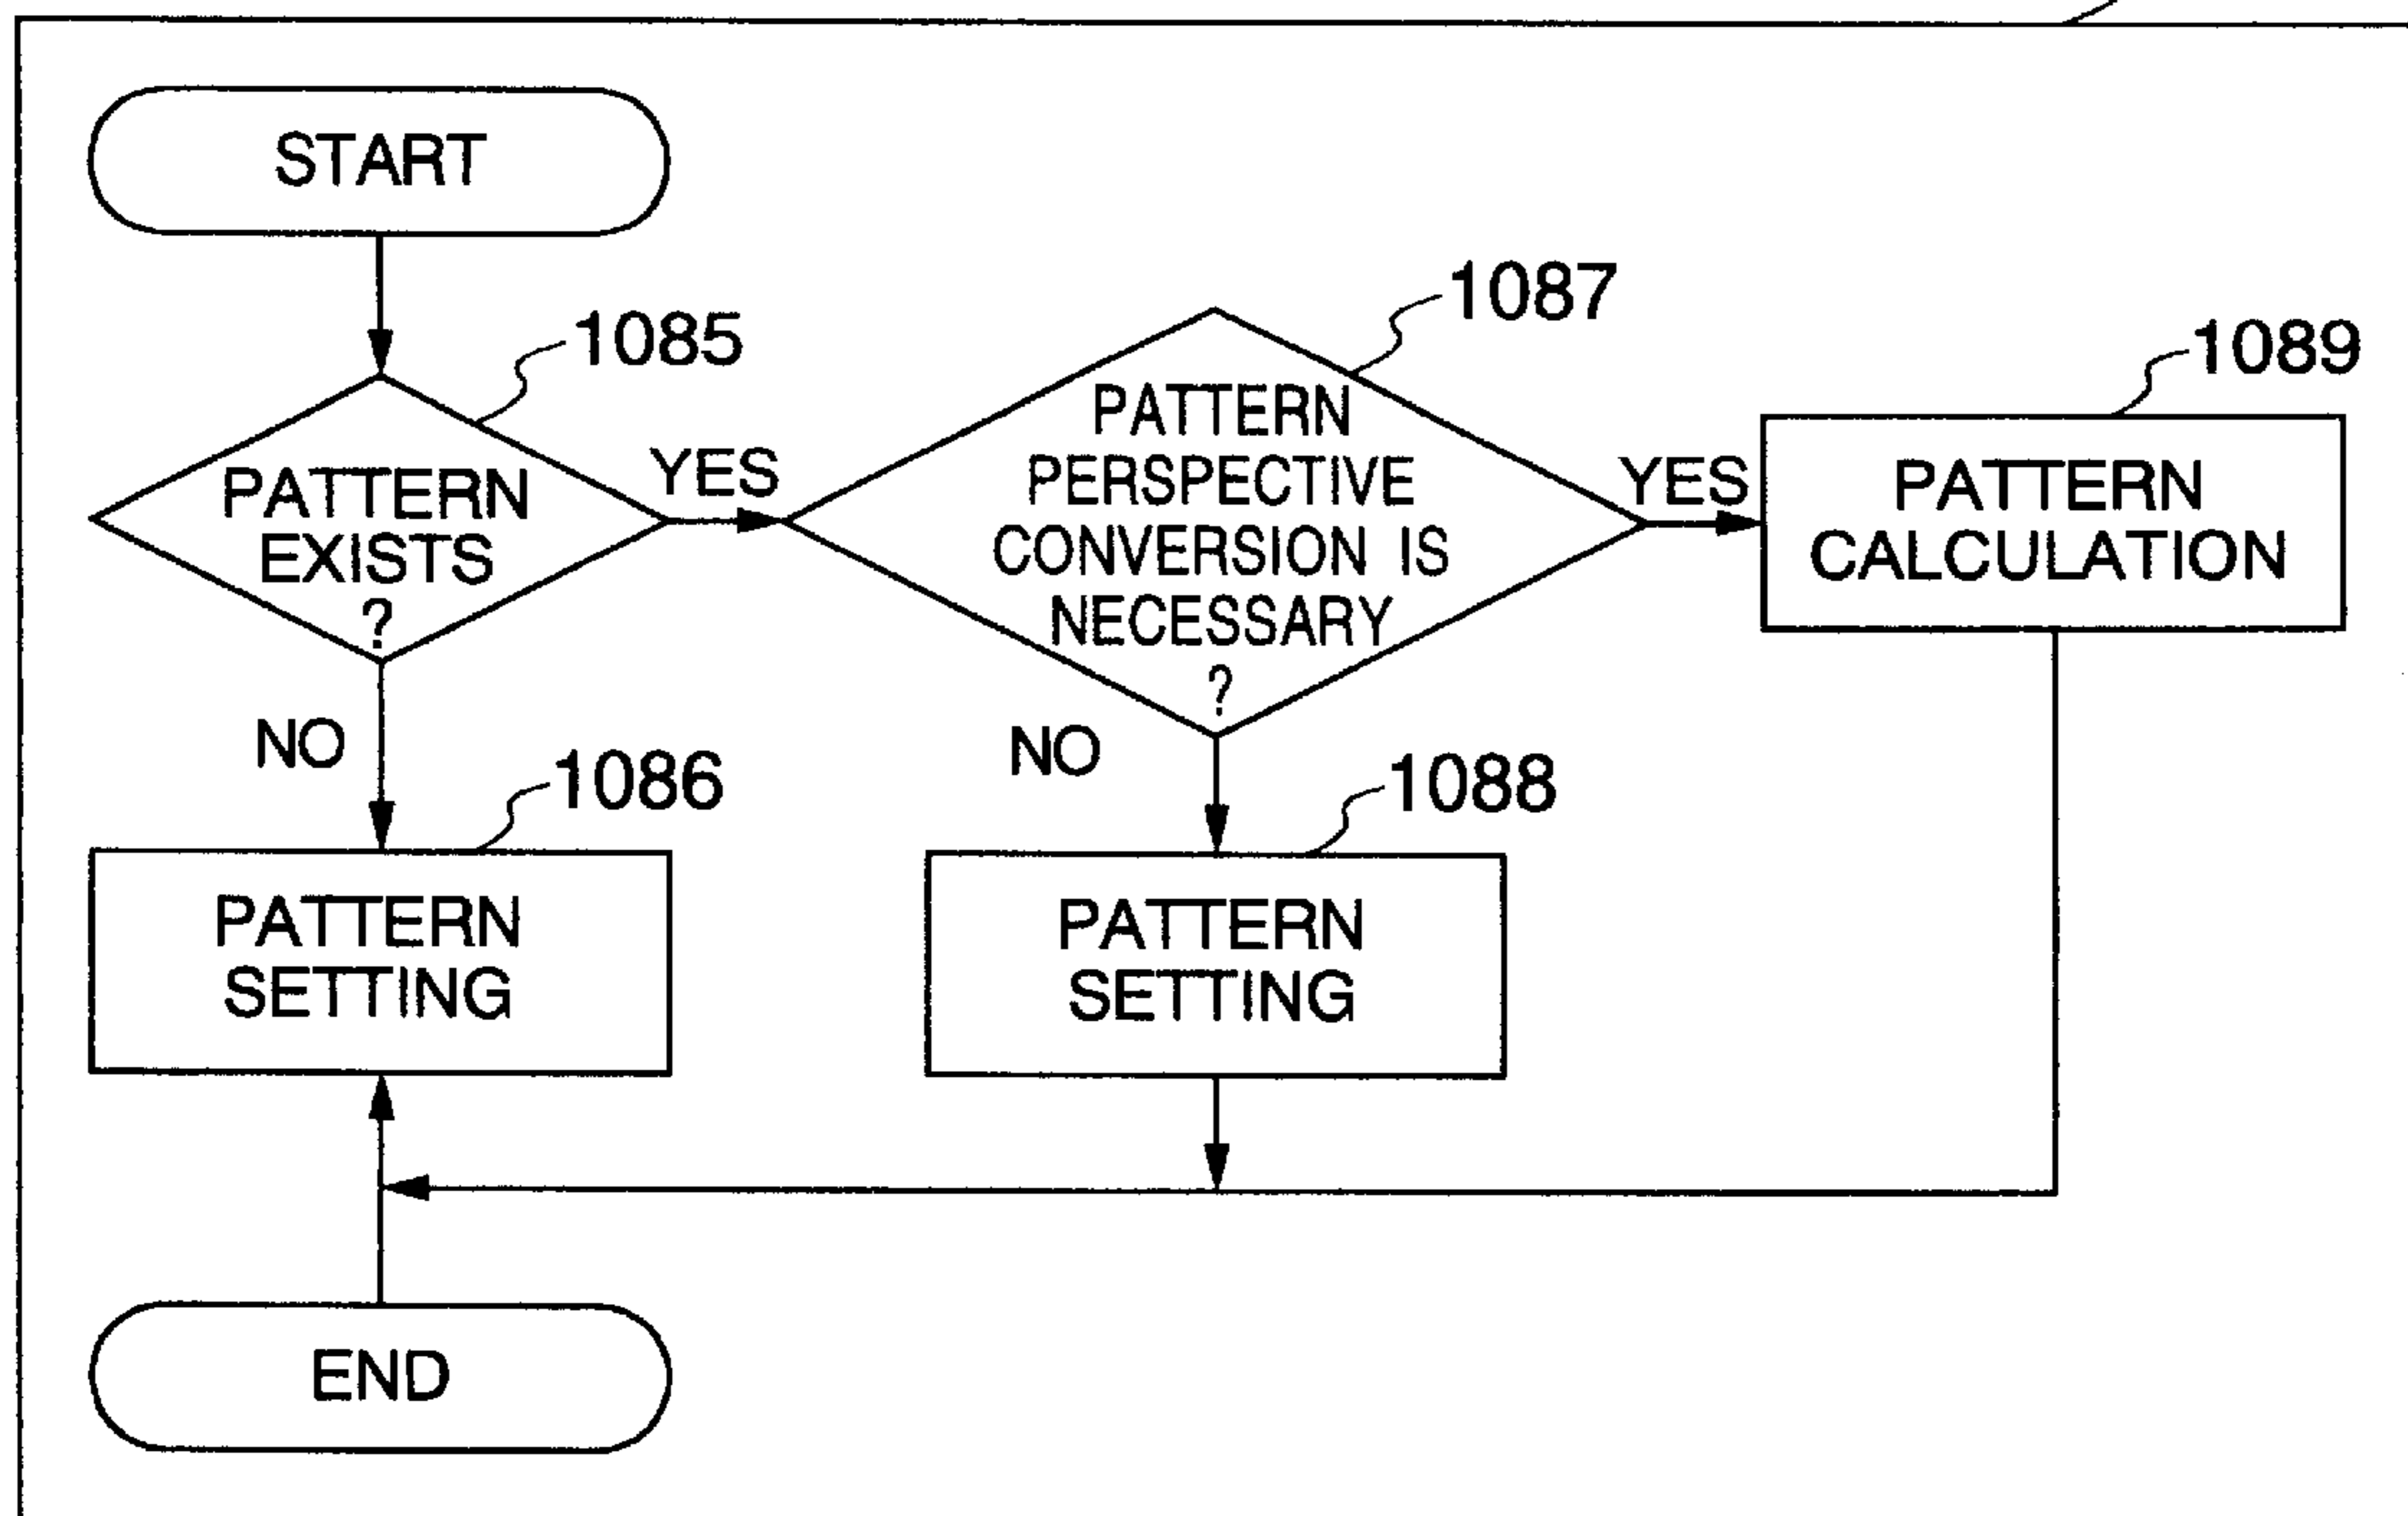 START
1085
PATTERN
EXISTS
?
YES
NO
1087
PATTERN
PERSPECTIVE
CONVERSION IS
NECESSARY
?
YES
NO
1089
PATTERN
CALCULATION
1086
PATTERN
SETTING
1088
PATTERN
SETTING
END